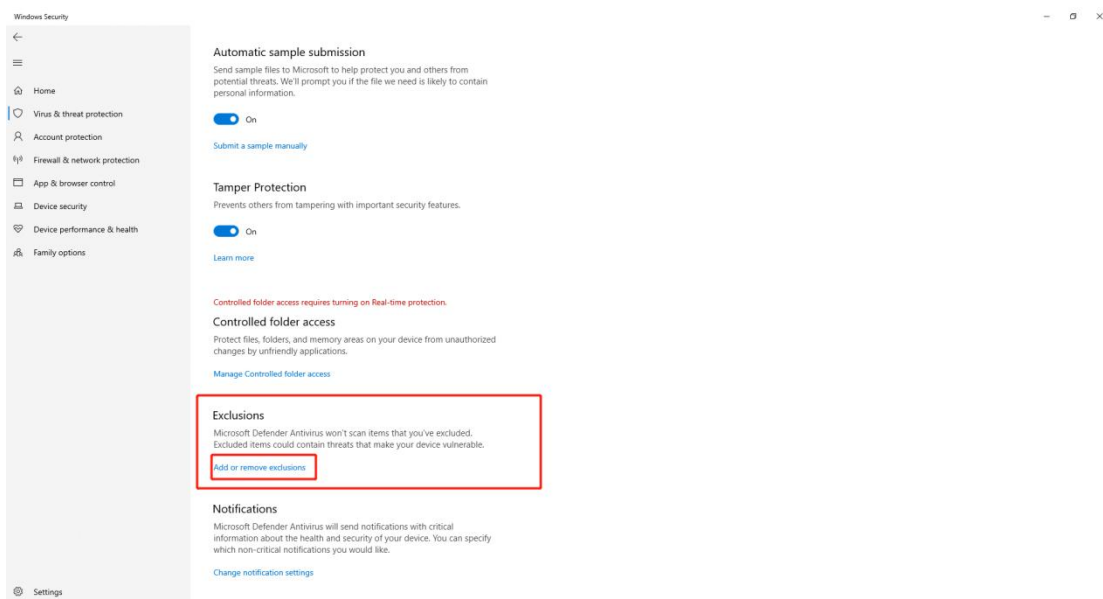 Windows Security
Home
Virus & threat protection
Account protection
Firewall & network protection
App & browser control
Device security
Device performance & health
Family options
Settings
Automatic sample submission
Send sample files to Microsoft to help protect you and others from
potential threats. We'll prompt you if the file we need is likely to contain
personal information.
On
Submit a sample manually
Tamper Protection
Prevents others from tampering with important security features.
On
Learn more
Controlled folder access requires turning on Real-time protection.
Controlled folder access
Protect files, folders, and memory areas on your device from unauthorized
changes by unfriendly applications.
Manage Controlled folder access
Exclusions
Microsoft Defender Antivirus won't scan items that you've excluded.
Excluded items could contain threats that make your device vulnerable.
Add or remove exclusions
Notifications
Microsoft Defender Antivirus will send notifications with critical
information about the health and security of your device. You can specify
which non-critical notifications you would like.
Change notification settings